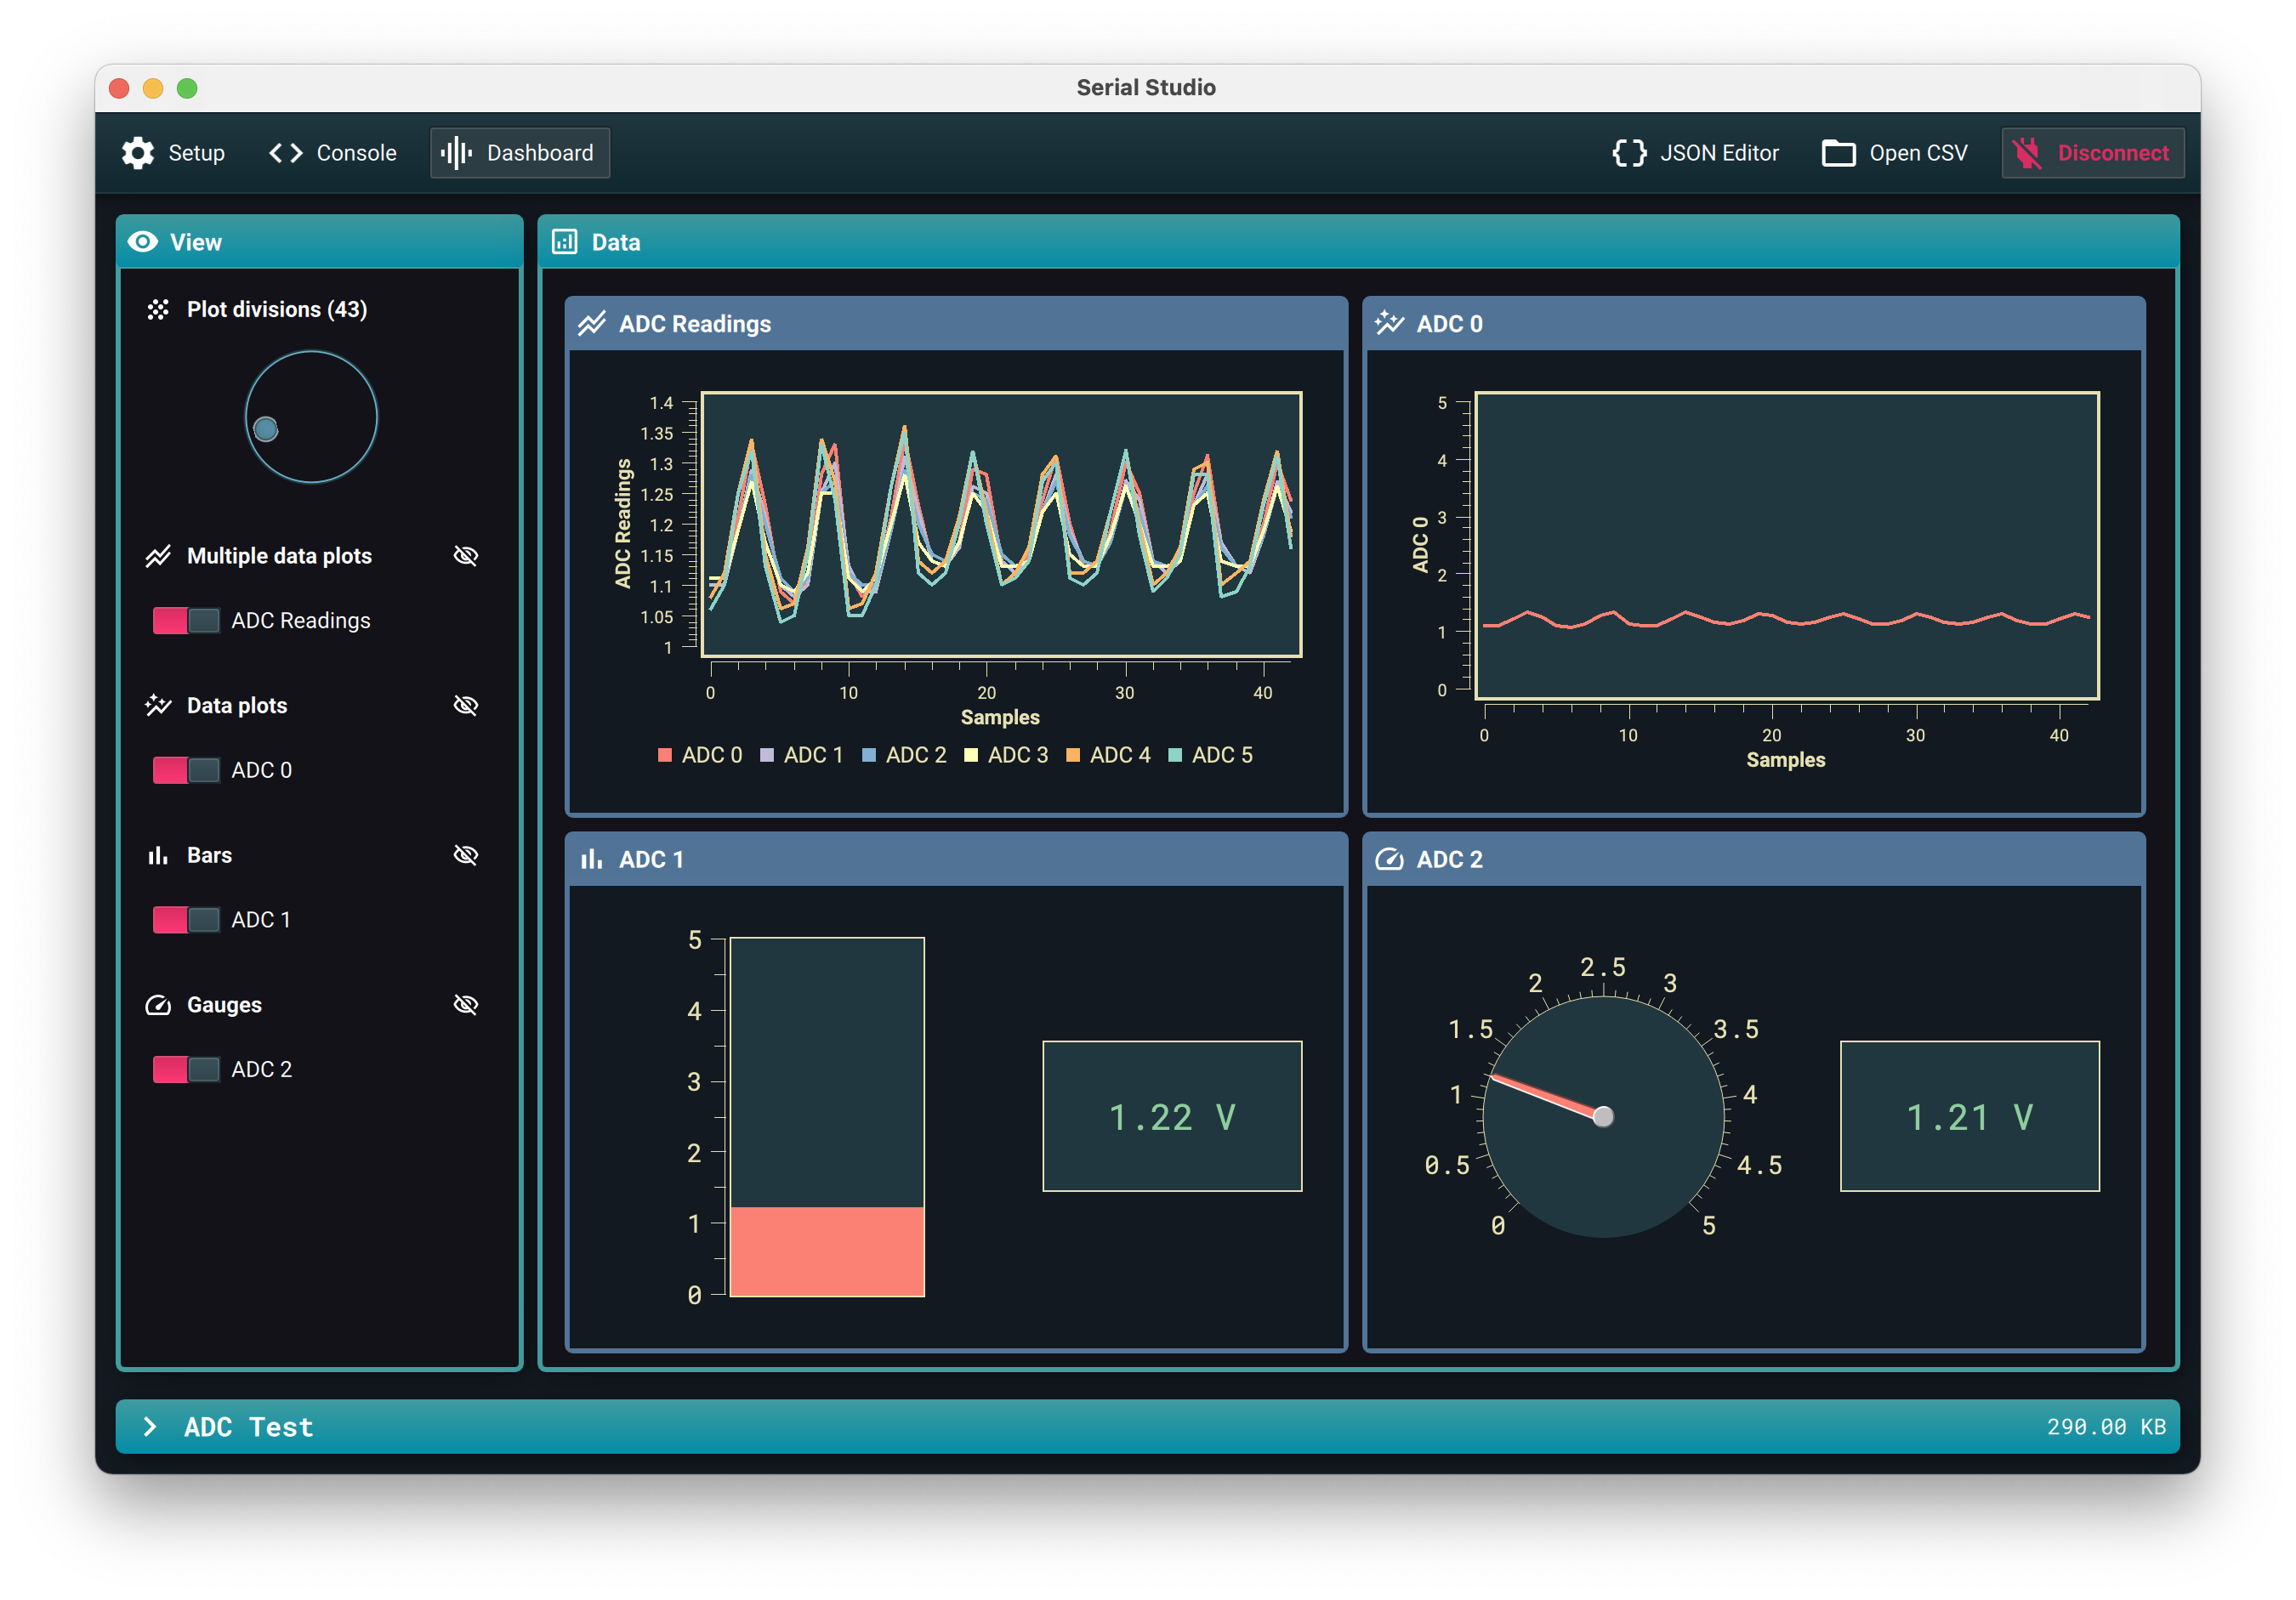 Serial Studio
Setup
Console
Dashboard
JSON Editor
Open CSV
Disconnect
View
Plot divisions (43)
Multiple data plots
ADC Readings
Data plots
ADC 0
Bars
ADC 1
Gauges
ADC 2
Data
ADC Readings
ADC Readings
1.4
1.35
1.3
1.25
1.2
1.15
1.1
1.05
1
0 10 20 30 40
Samples
ADC 0 ADC 1 ADC 2 ADC 3 ADC 4 ADC 5
ADC 0
ADC 0
5
4
3
2
1
0
0 10 20 30 40
Samples
ADC 1
5
4
3
2
1
0
1.22 V
ADC 2
0
0.5
1
1.5
2
2.5
3
3.5
4
4.5
5
1.21 V
ADC Test
290.00 KB